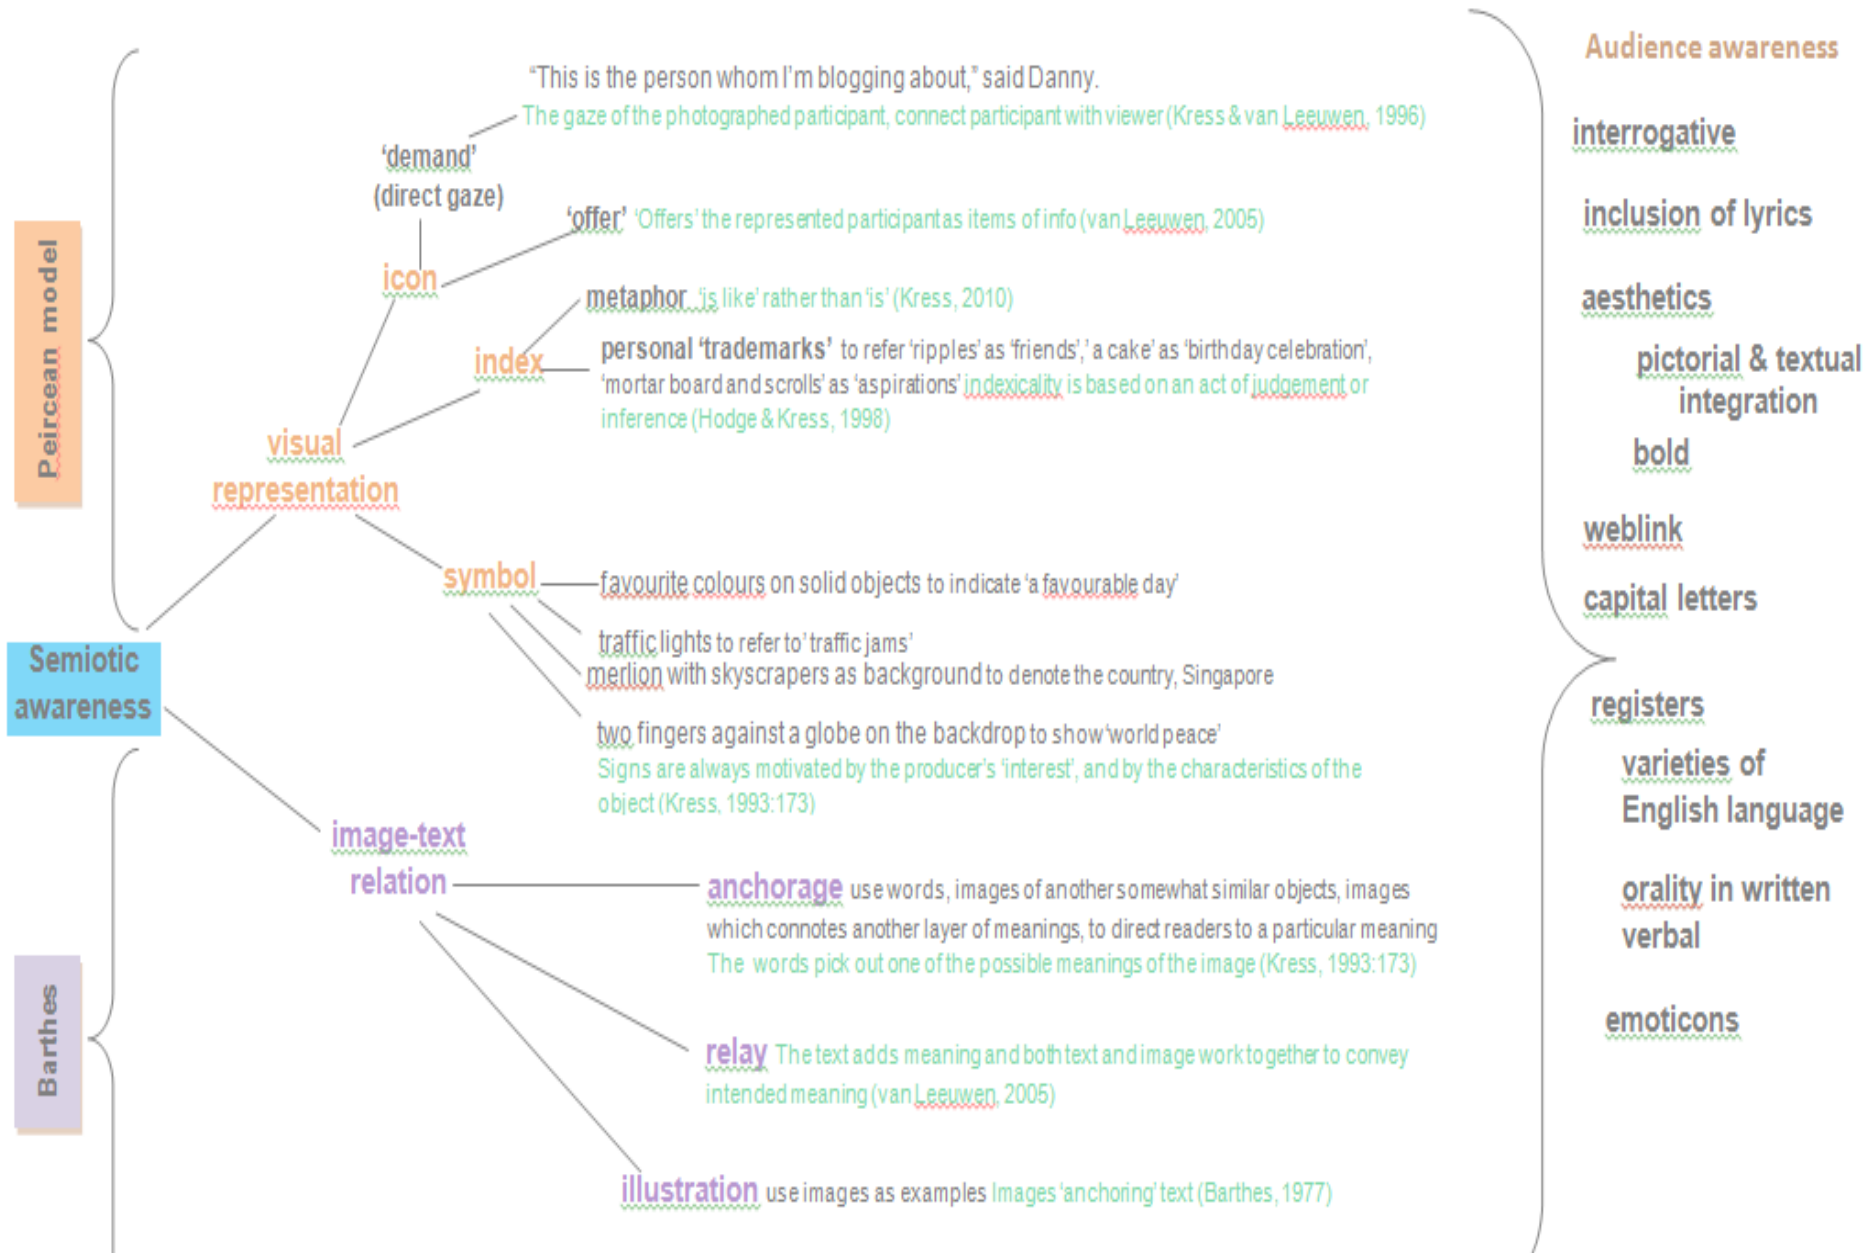 Peircean model
Barthes
Semiotic
awareness
visual
representation
icon
‘demand’
(direct gaze)
“This is the person whom I’m blogging about,” said Danny.
The gaze of the photographed participant, connect participant with viewer (Kress & van Leeuwen, 1996)
‘offer’ ‘Offers’ the represented participant as items of info (van Leeuwen, 2005)
index
metaphor ‘is like’ rather than ‘is’ (Kress, 2010)
personal ‘trademarks’ to refer ‘ripples’ as ‘friends’,’ a cake’ as ‘birthday celebration’,
‘mortar board and scrolls’ as ‘aspirations’ indexicality is based on an act of judgement or
inference (Hodge & Kress, 1998)
symbol
favourite colours on solid objects to indicate ‘a favourable day’
traffic lights to refer to’ traffic jams’
merlion with skyscrapers as background to denote the country, Singapore
two fingers against a globe on the backdrop to show ‘world peace’
Signs are always motivated by the producer’s ‘interest’, and by the characteristics of the
object (Kress, 1993:173)
image-text
relation
anchorage use words, images of another somewhat similar objects, images
which connotes another layer of meanings, to direct readers to a particular meaning
The words pick out one of the possible meanings of the image (Kress, 1993:173)
relay The text adds meaning and both text and image work together to convey
intended meaning (van Leeuwen, 2005)
illustration use images as examples Images ‘anchoring’ text (Barthes, 1977)
Audience awareness
interrogative
inclusion of lyrics
aesthetics
pictorial & textual
integration
bold
weblink
capital letters
registers
varieties of
English language
orality in written
verbal
emoticons